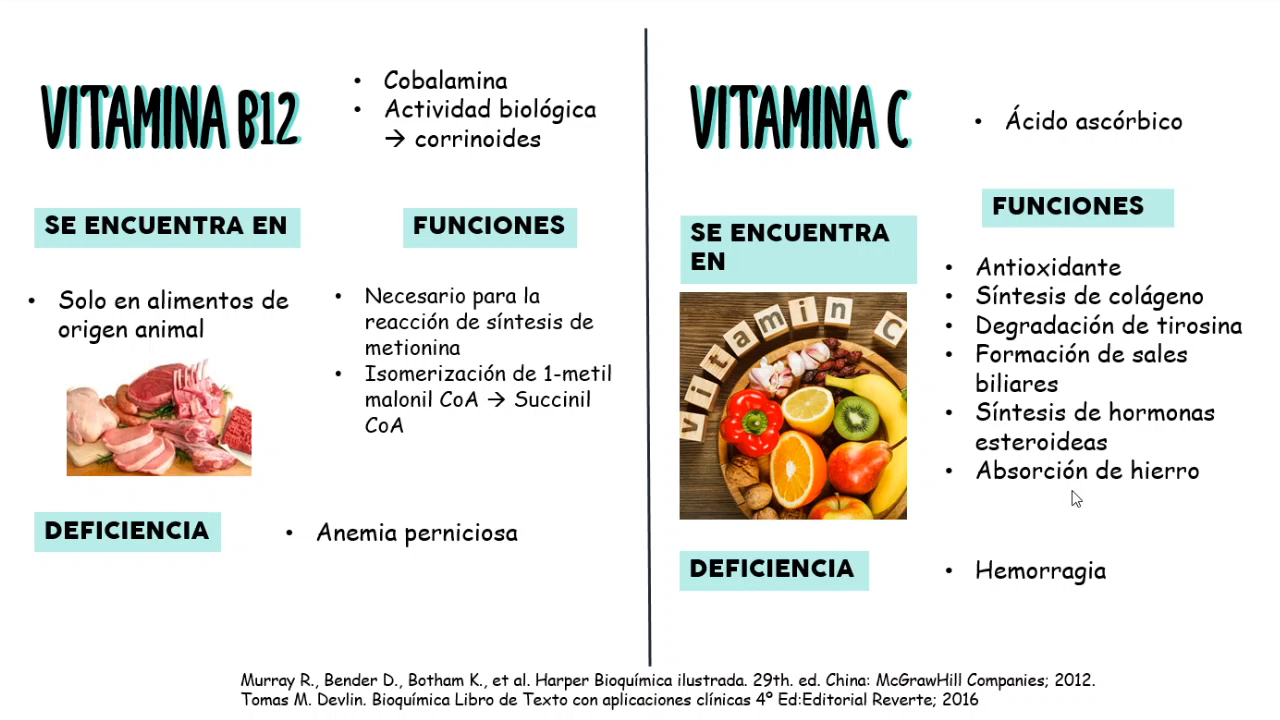 VITAMINA B12
• Cobalamina
• Actividad biológica
→ corrinoides
SE ENCUENTRA EN
• Solo en alimentos de
origen animal
FUNCIONES
• Necesario para la
reacción de síntesis de
metionina
• Isomerización de 1-metil
malonil CoA → Succinil
CoA
DEFICIENCIA
• Anemia perniciosa
VITAMINA C
• Ácido ascórbico
SE ENCUENTRA
EN
vitamin C
FUNCIONES
• Antioxidante
• Síntesis de colágeno
• Degradación de tirosina
• Formación de sales
biliares
• Síntesis de hormonas
esteroideas
• Absorción de hierro
DEFICIENCIA
• Hemorragia
Murray R., Bender D., Botham K., et al. Harper Bioquímica ilustrada. 29th. ed. China: McGrawHill Companies; 2012.
Tomas M. Devlin. Bioquímica Libro de Texto con aplicaciones clínicas 4º Ed:Editorial Reverte; 2016